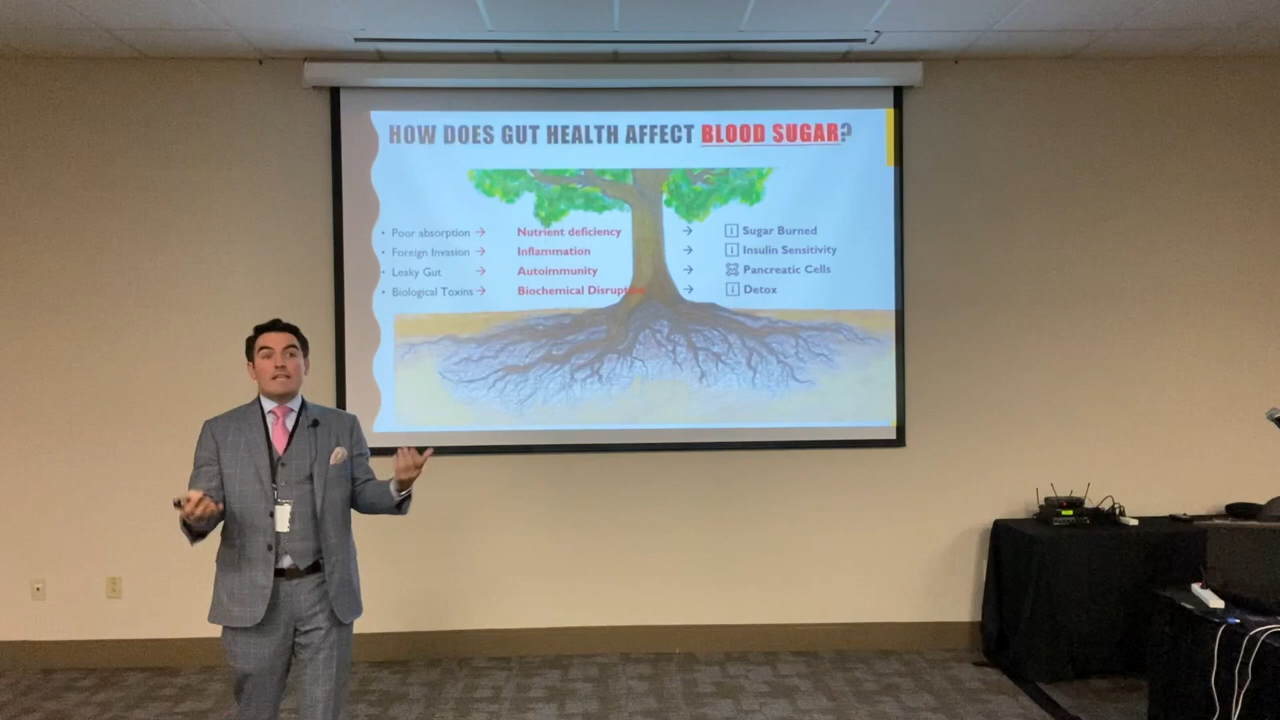 HOW DOES GUT HEALTH AFFECT BLOOD SUGAR?
• Poor absorption → Nutrient deficiency → i Sugar Burned
• Foreign Invasion → Inflammation → i Insulin Sensitivity
• Leaky Gut → Autoimmunity → Pancreatic Cells
• Biological Toxins → Biochemical Disruption → i Detox